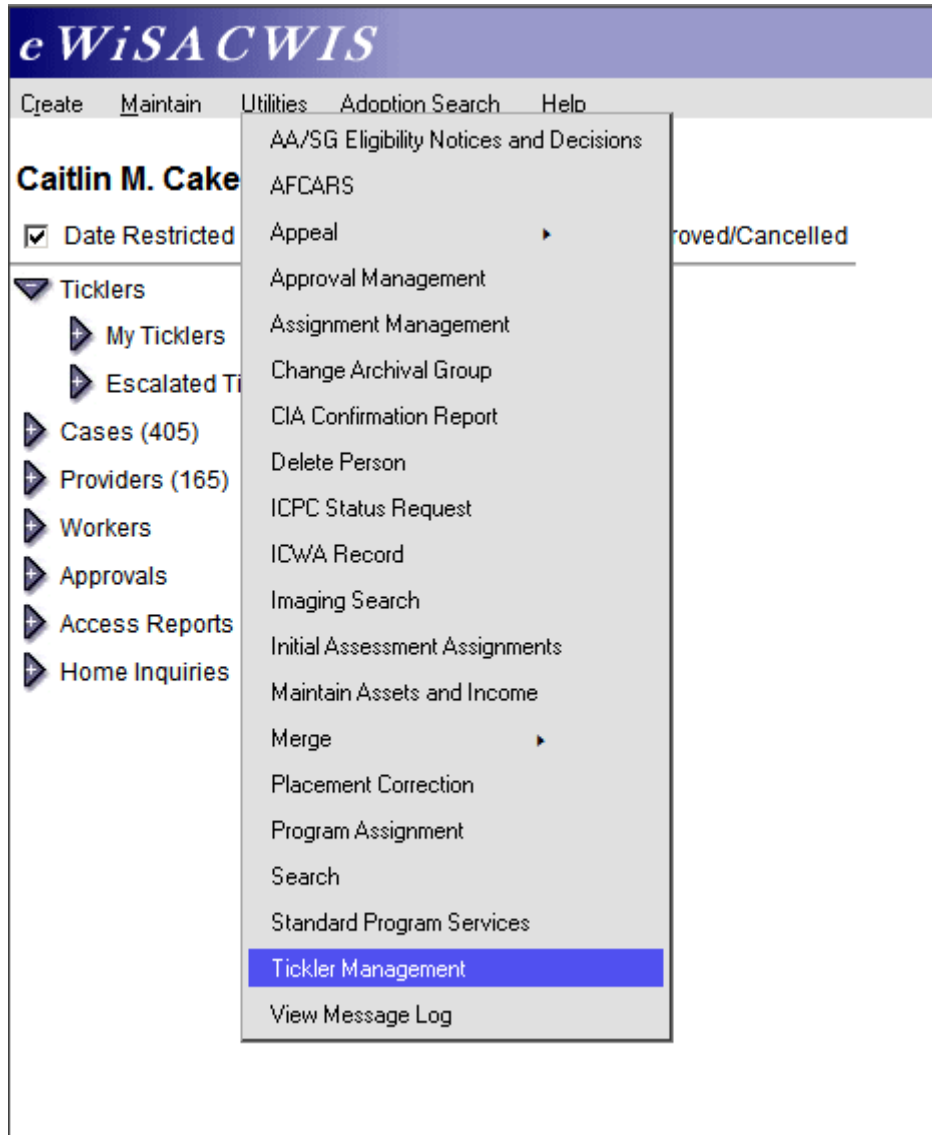 e WiSACWIS
Create Maintain Utilities Adoption Search Help
Caitlin M. Cake
Date Restricted
roved/Cancelled
Ticklers
My Ticklers
Escalated Ti
Cases (405)
Providers (165)
Workers
Approvals
Access Reports
Home Inquiries
AA/SG Eligibility Notices and Decisions
AFCARS
Appeal
Approval Management
Assignment Management
Change Archival Group
CIA Confirmation Report
Delete Person
ICPC Status Request
ICWA Record
Imaging Search
Initial Assessment Assignments
Maintain Assets and Income
Merge
Placement Correction
Program Assignment
Search
Standard Program Services
Tickler Management
View Message Log